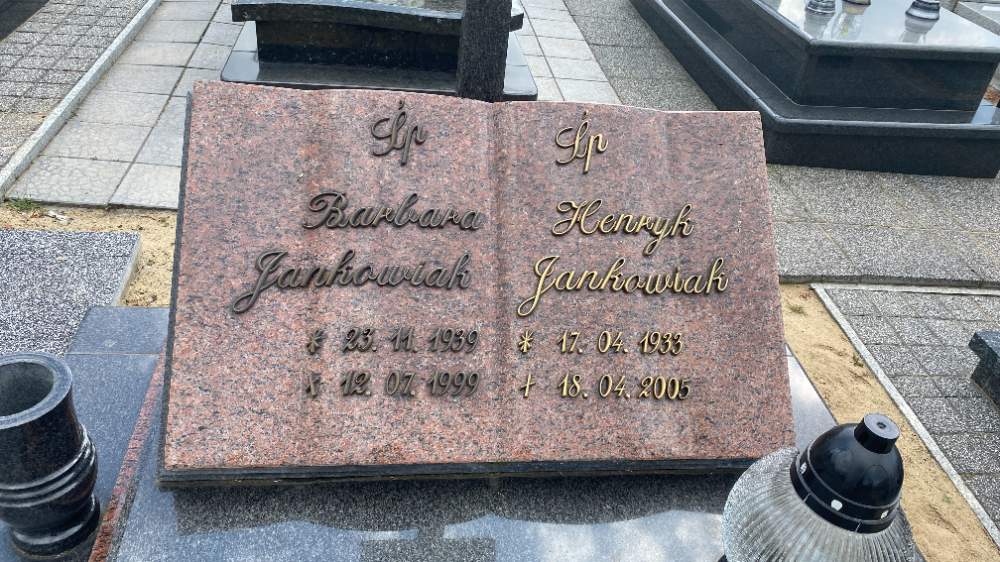 Śp
Barbara
Jankowiak
* 23. 11. 1939
† 12. 07. 1999
Śp
Henryk
Jankowiak
* 17. 04. 1933
† 18. 04. 2005